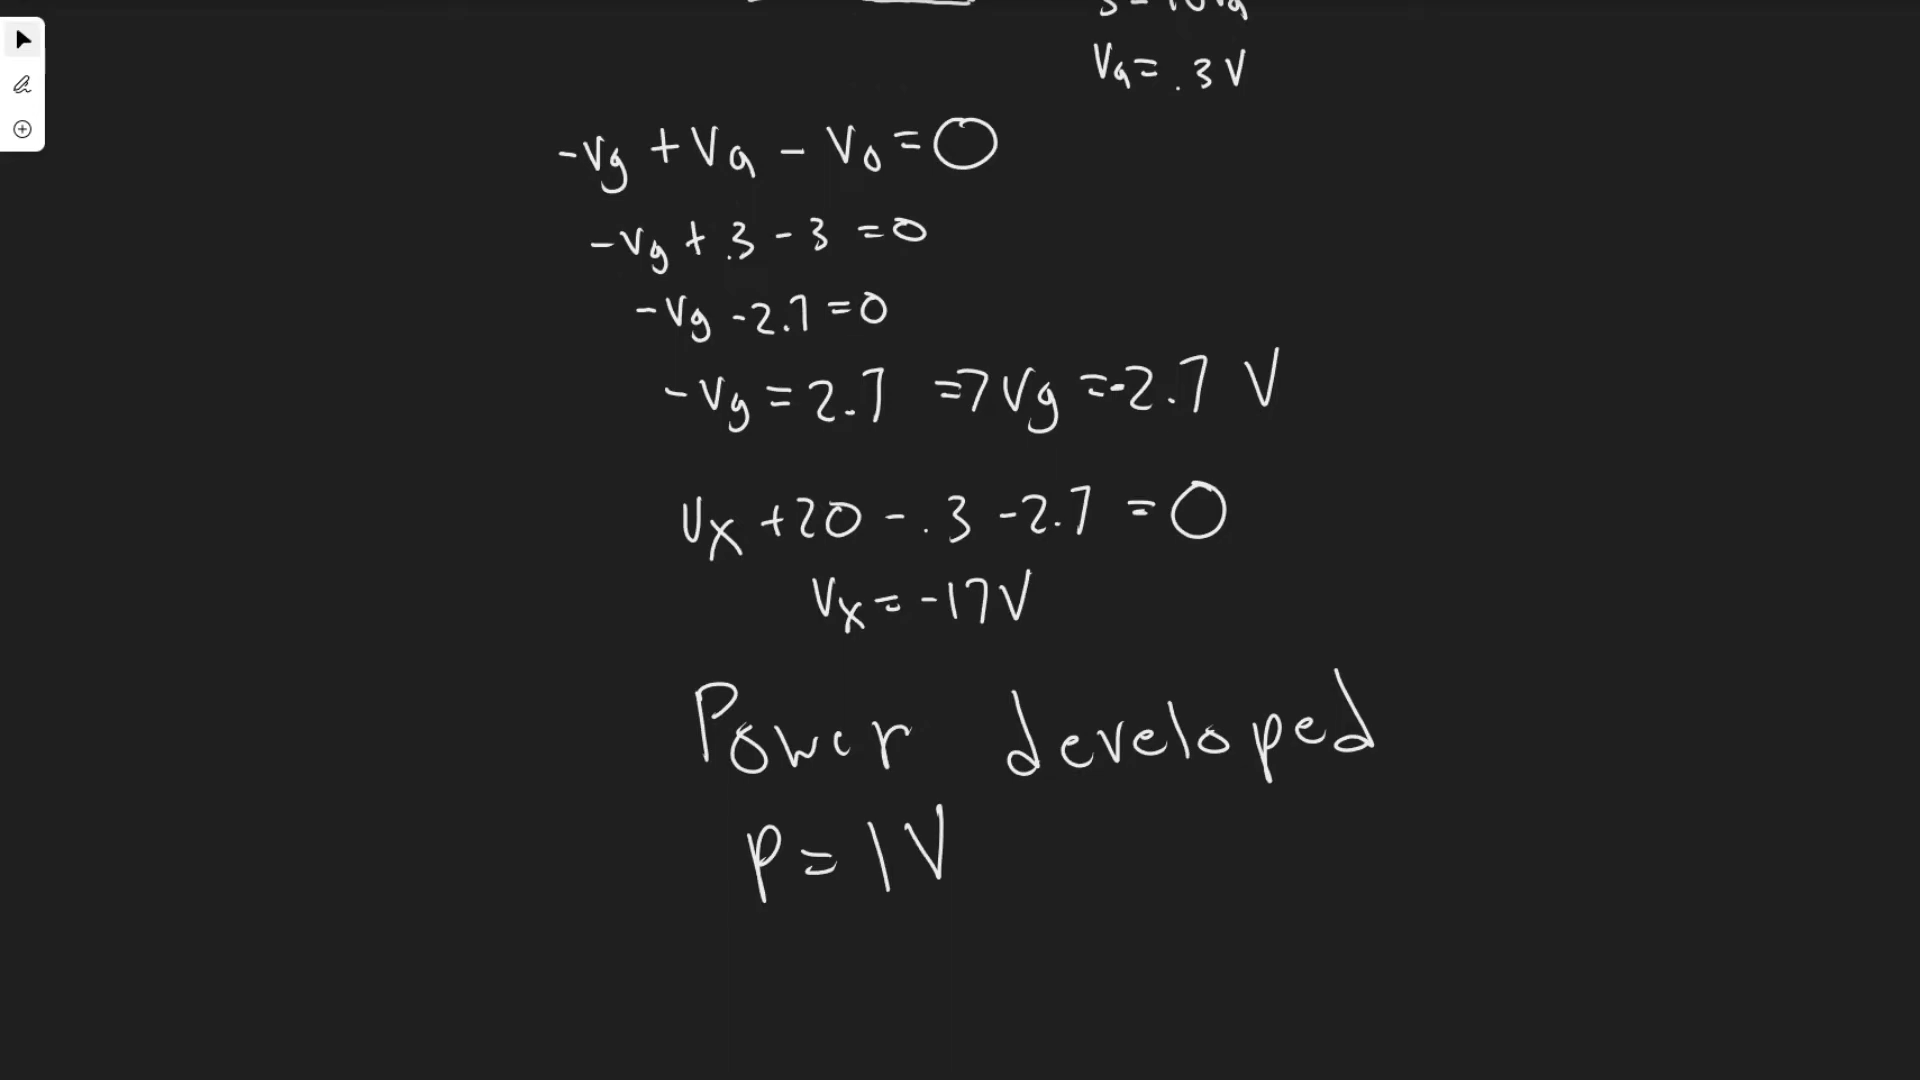 Va = .3 V
-Vg + Va - Vo = 0
-Vg + .3 - 3 = 0
-Vg - 2.7 = 0
-Vg = 2.7 => Vg = -2.7 V
Vx + 20 - .3 - 2.7 = 0
Vx = -17V
Power developed
P = IV